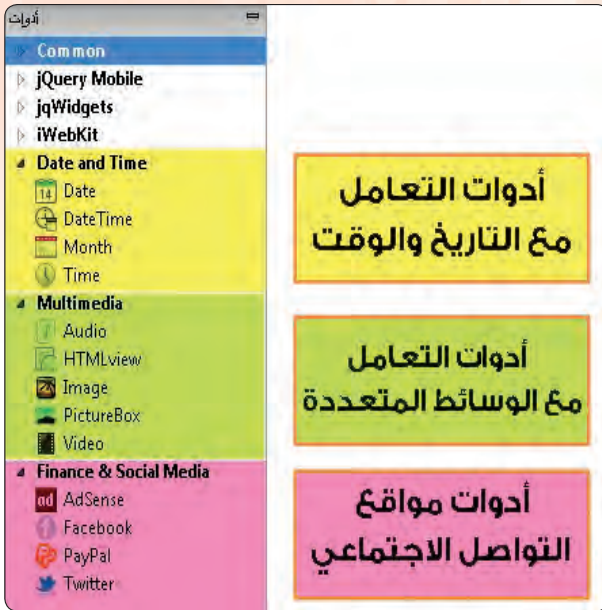 أدوات
Common
jQuery Mobile
jqWidgets
iWebKit
Date and Time
14 Date
DateTime
Month
Time
أدوات التعامل
مع التاريخ والوقت
Multimedia
Audio
HTMLview
Image
PictureBox
Video
أدوات التعامل
مع الوسائط المتعددة
Finance & Social Media
ad AdSense
Facebook
PayPal
Twitter
أدوات مواقع
التواصل الاجتماعي